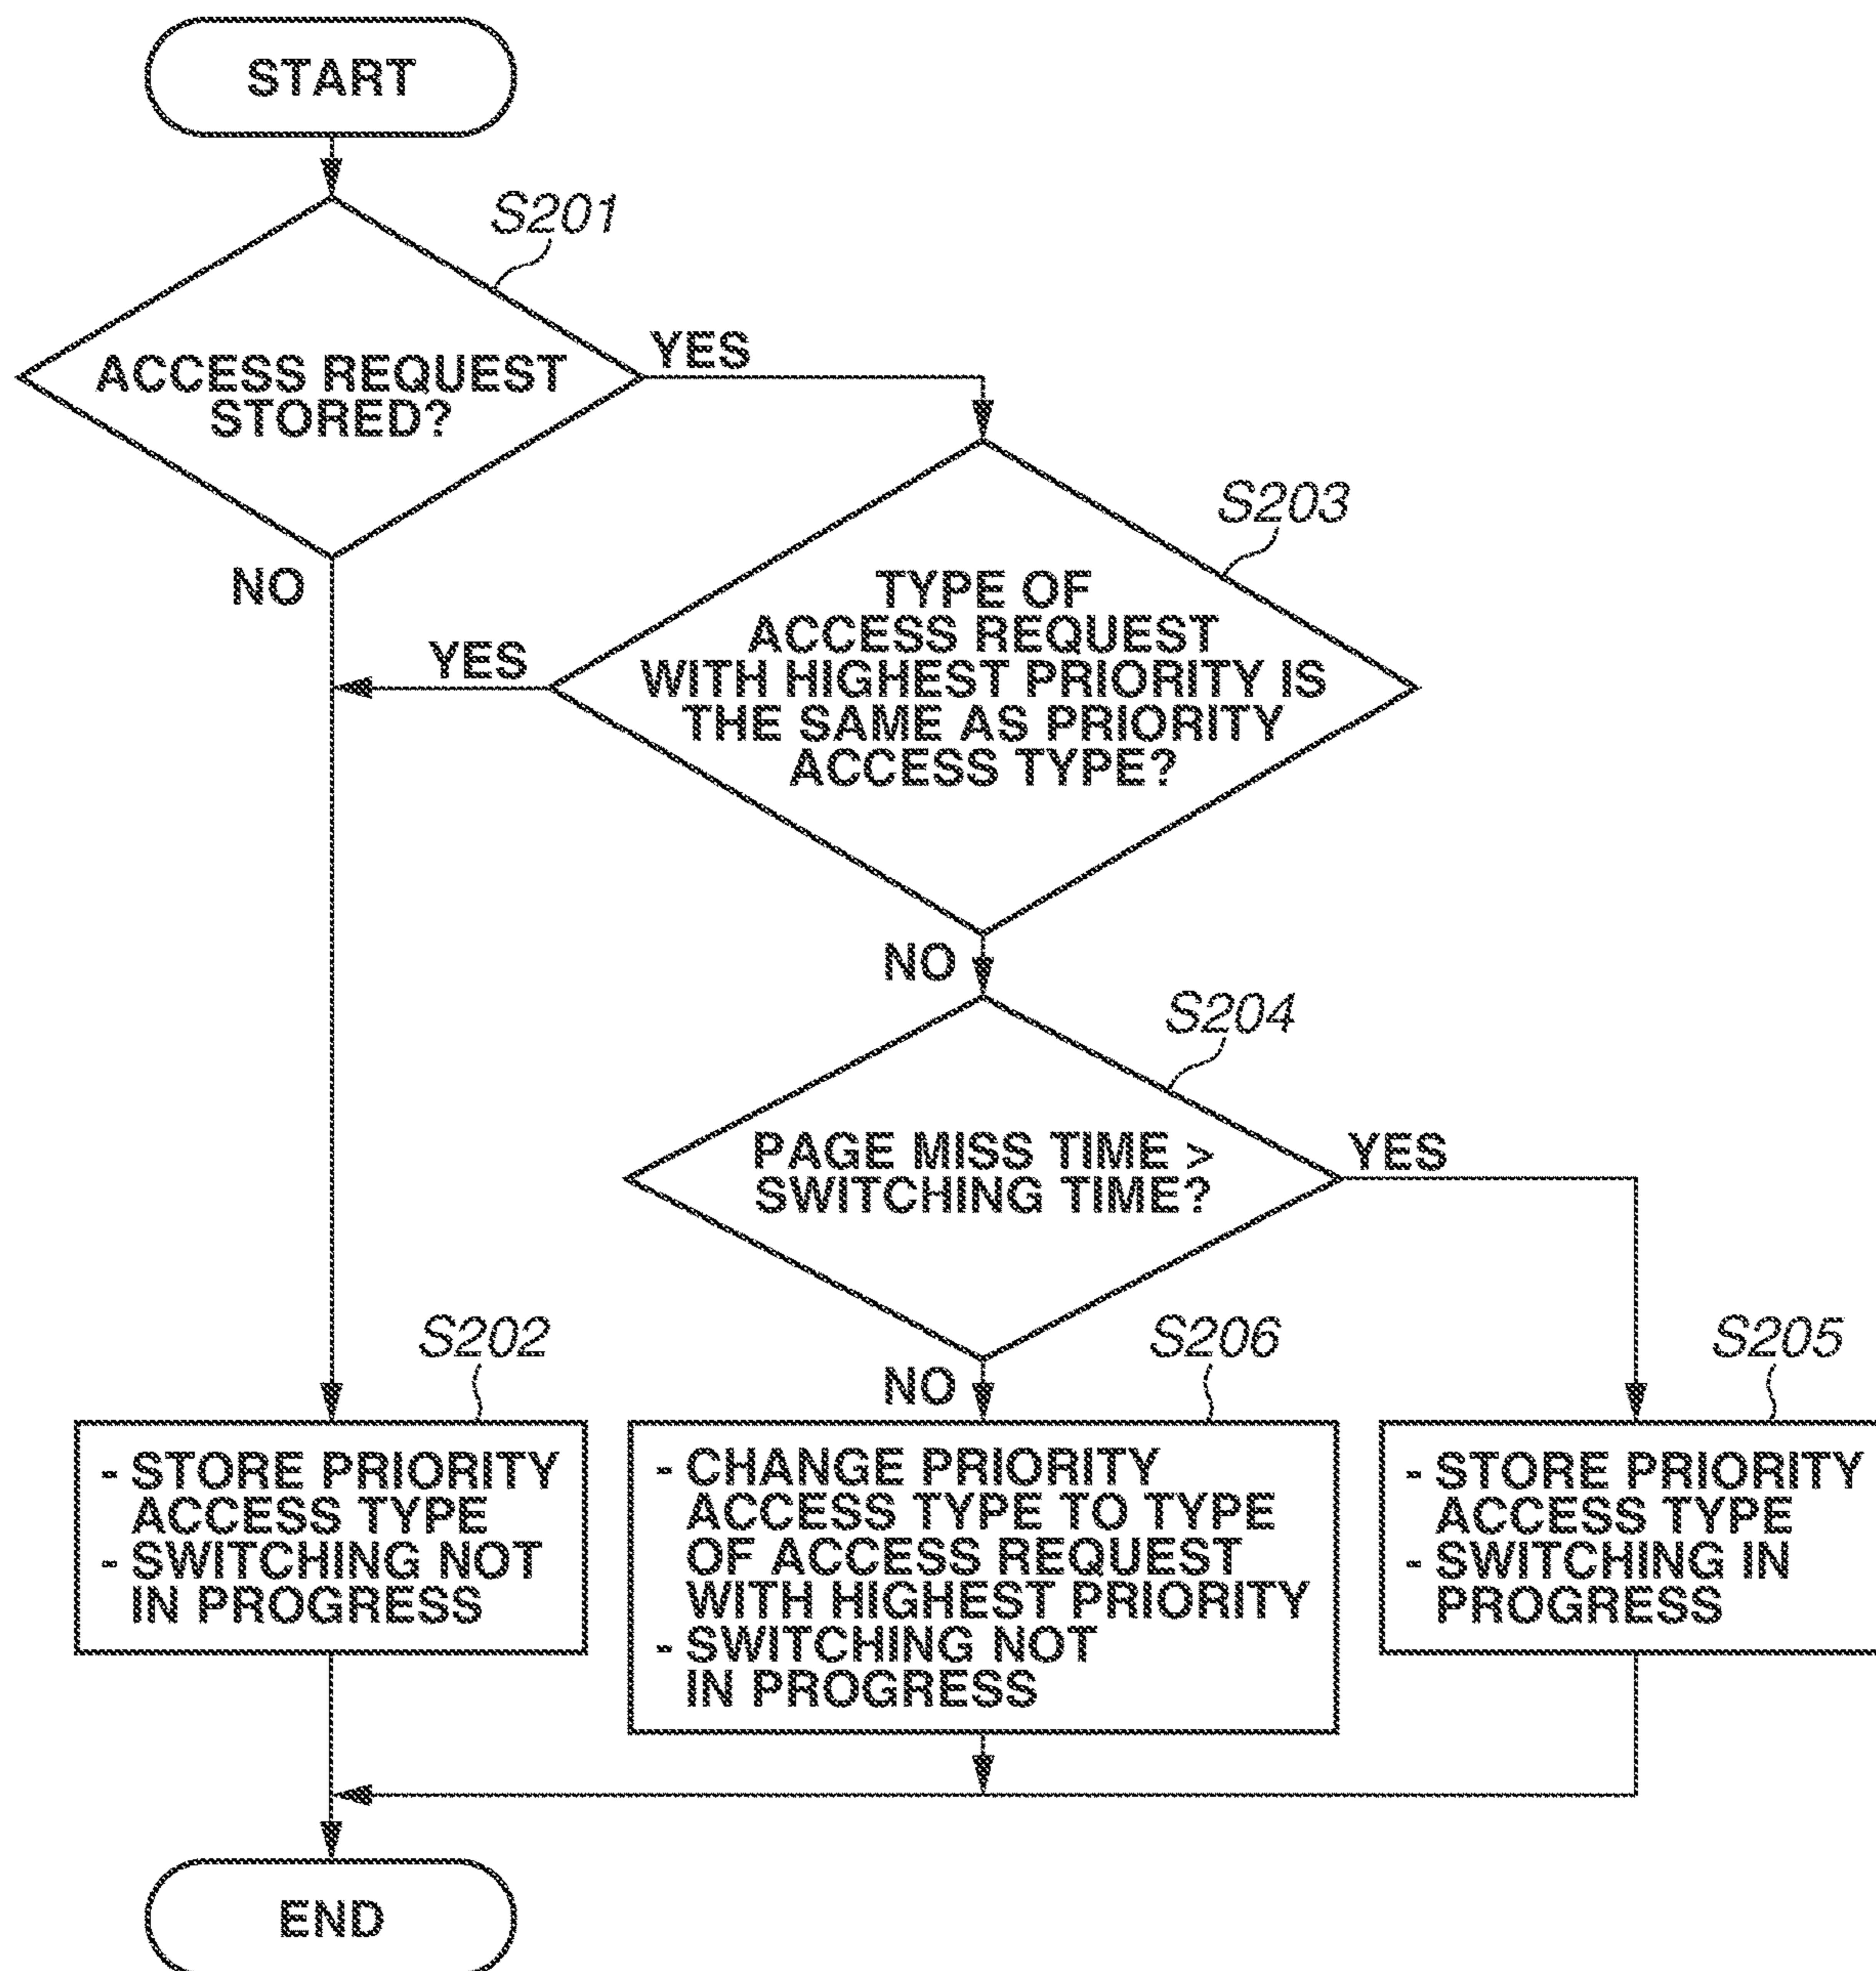 START
S201
ACCESS REQUEST
STORED?
YES
NO
S203
TYPE OF
ACCESS REQUEST
WITH HIGHEST PRIORITY IS
THE SAME AS PRIORITY
ACCESS TYPE?
YES
NO
S204
PAGE MISS TIME >
SWITCHING TIME?
YES
NO
S202
- STORE PRIORITY
ACCESS TYPE
- SWITCHING NOT
IN PROGRESS
S206
- CHANGE PRIORITY
ACCESS TYPE TO TYPE
OF ACCESS REQUEST
WITH HIGHEST PRIORITY
- SWITCHING NOT
IN PROGRESS
S205
- STORE PRIORITY
ACCESS TYPE
- SWITCHING IN
PROGRESS
END